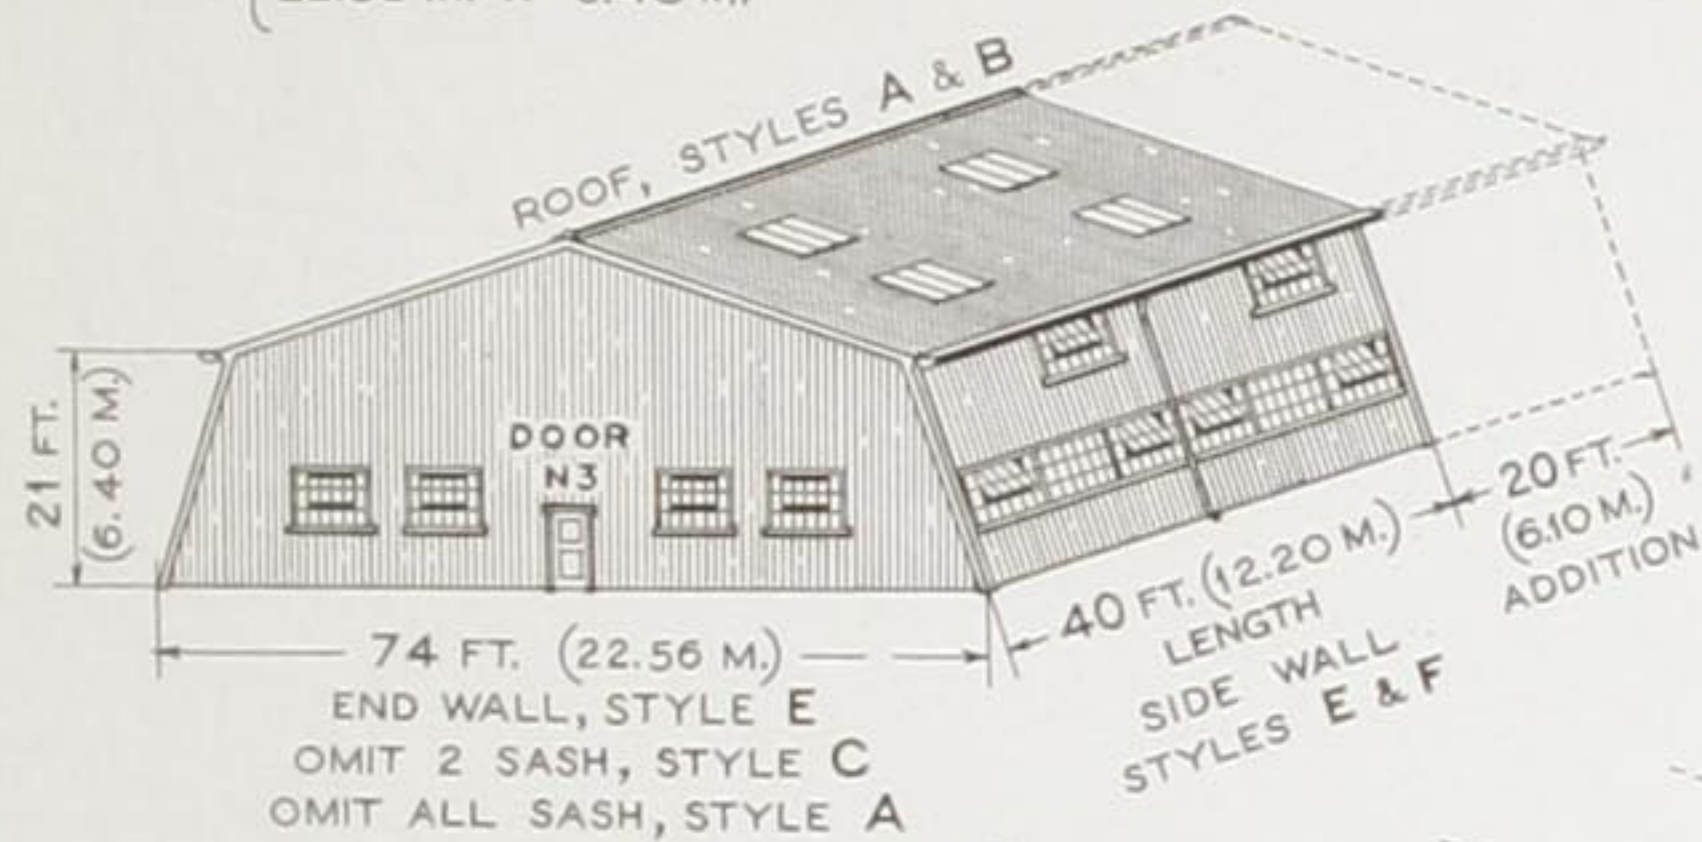 ROOF, STYLES A & B
21 FT.
(6.40 M.)
DOOR
N3
74 FT. (22.56 M.)
END WALL, STYLE E
OMIT 2 SASH, STYLE C
OMIT ALL SASH, STYLE A
40 FT. (12.20 M.)
LENGTH
SIDE WALL
STYLES E & F
20 FT.
(6.10 M.)
ADDITION